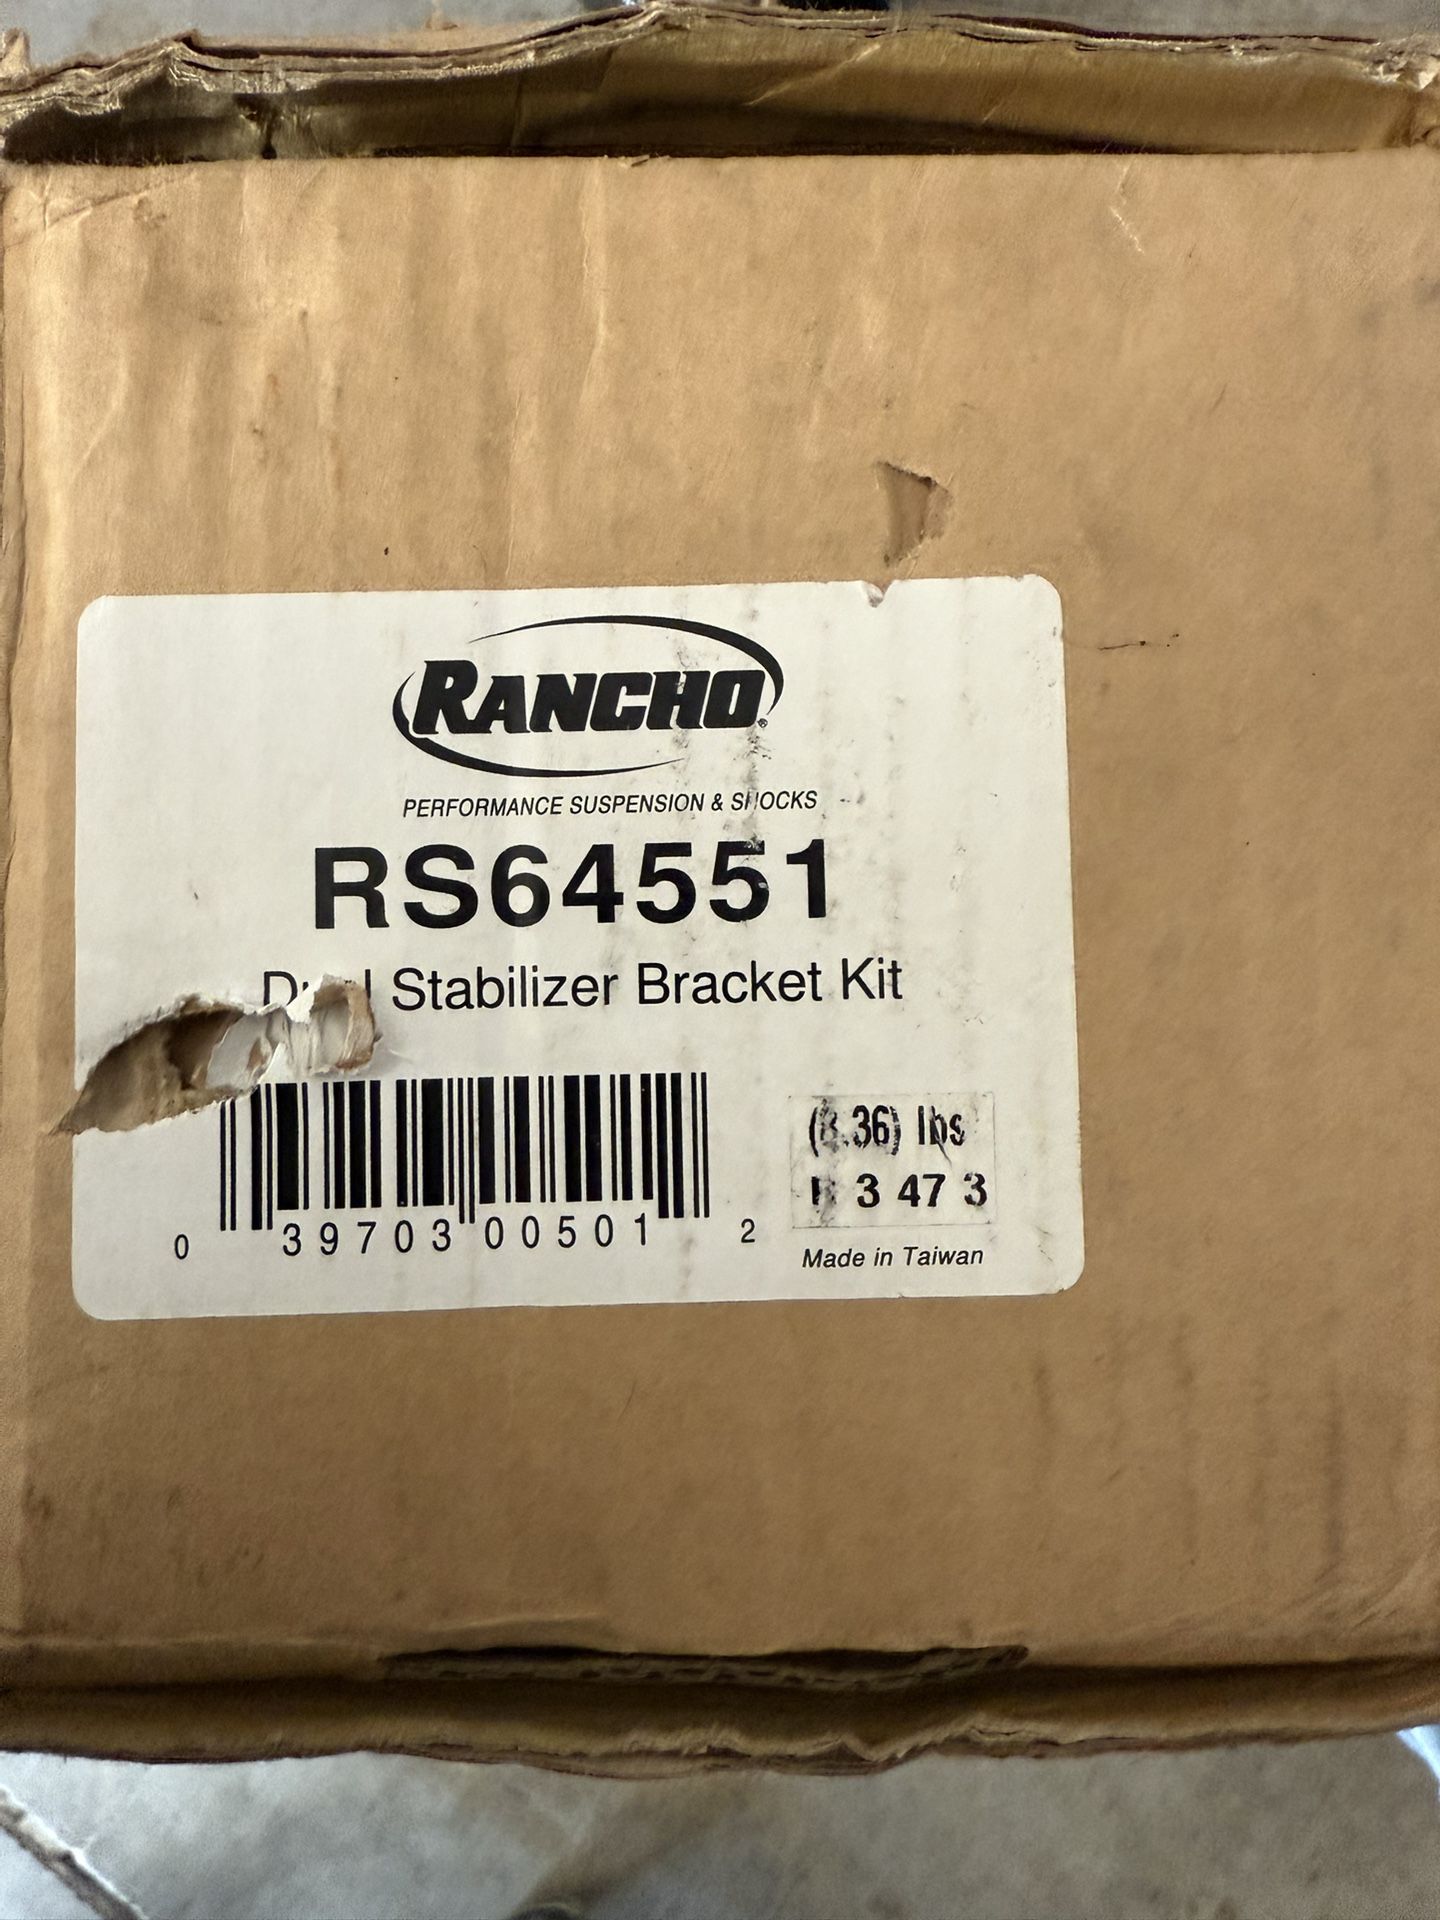 RANCHO®
PERFORMANCE SUSPENSION & SHOCKS
RS64551
Dual Stabilizer Bracket Kit
lbs
3 47 3
0 39703 00501 2
Made in Taiwan